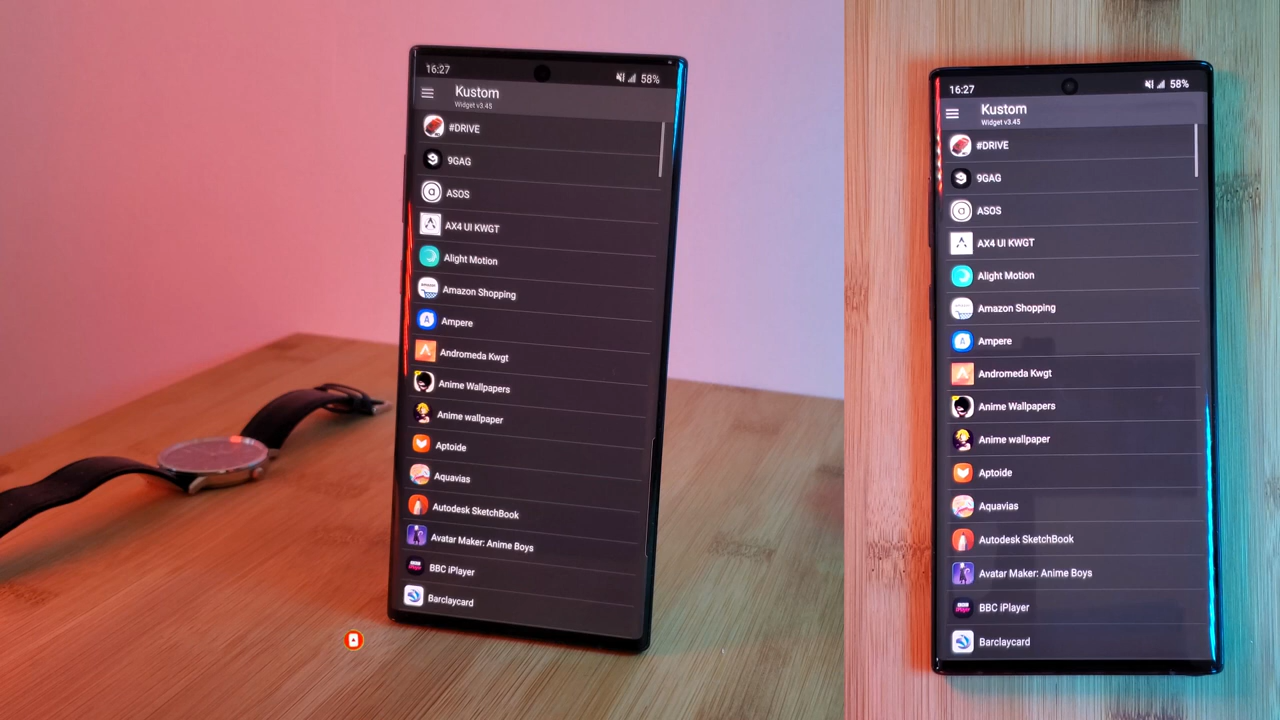 16:27
58%
Kustom
Widget v3.45
#DRIVE
9GAG
ASOS
AX4 UI KWGT
Alight Motion
Amazon Shopping
Ampere
Andromeda Kwgt
Anime Wallpapers
Anime wallpaper
Aptoide
Aquavias
Autodesk SketchBook
Avatar Maker: Anime Boys
BBC iPlayer
Barclaycard
16:27
58%
Kustom
Widget v3.45
#DRIVE
9GAG
ASOS
AX4 UI KWGT
Alight Motion
Amazon Shopping
Ampere
Andromeda Kwgt
Anime Wallpapers
Anime wallpaper
Aptoide
Aquavias
Autodesk SketchBook
Avatar Maker: Anime Boys
BBC iPlayer
Barclaycard